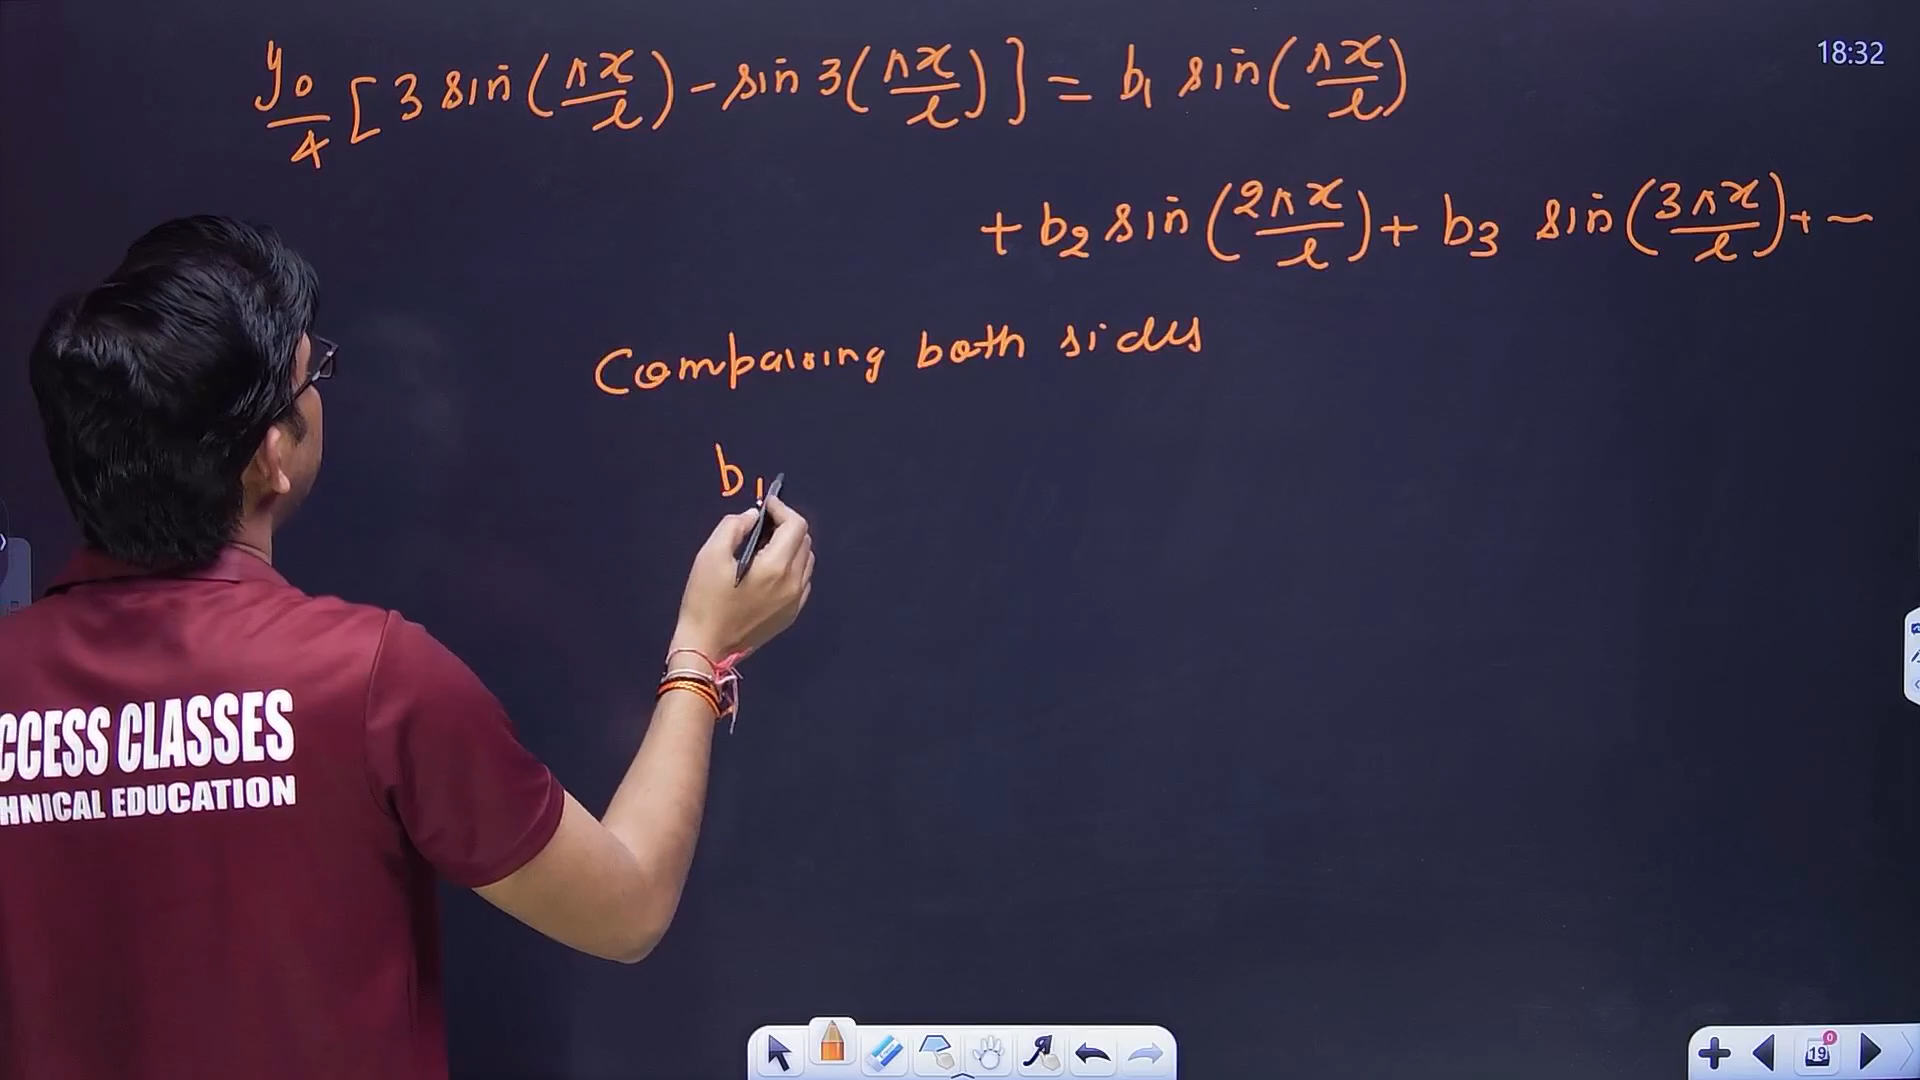 y₀/4 [3 sin(πx/l) - sin 3(πx/l)] = b₁ sin(πx/l)
+ b₂ sin(2πx/l) + b₃ sin(3πx/l) + -
Comparing both sides
b₁
18:32
CCESS CLASSES
HNICAL EDUCATION
19
0